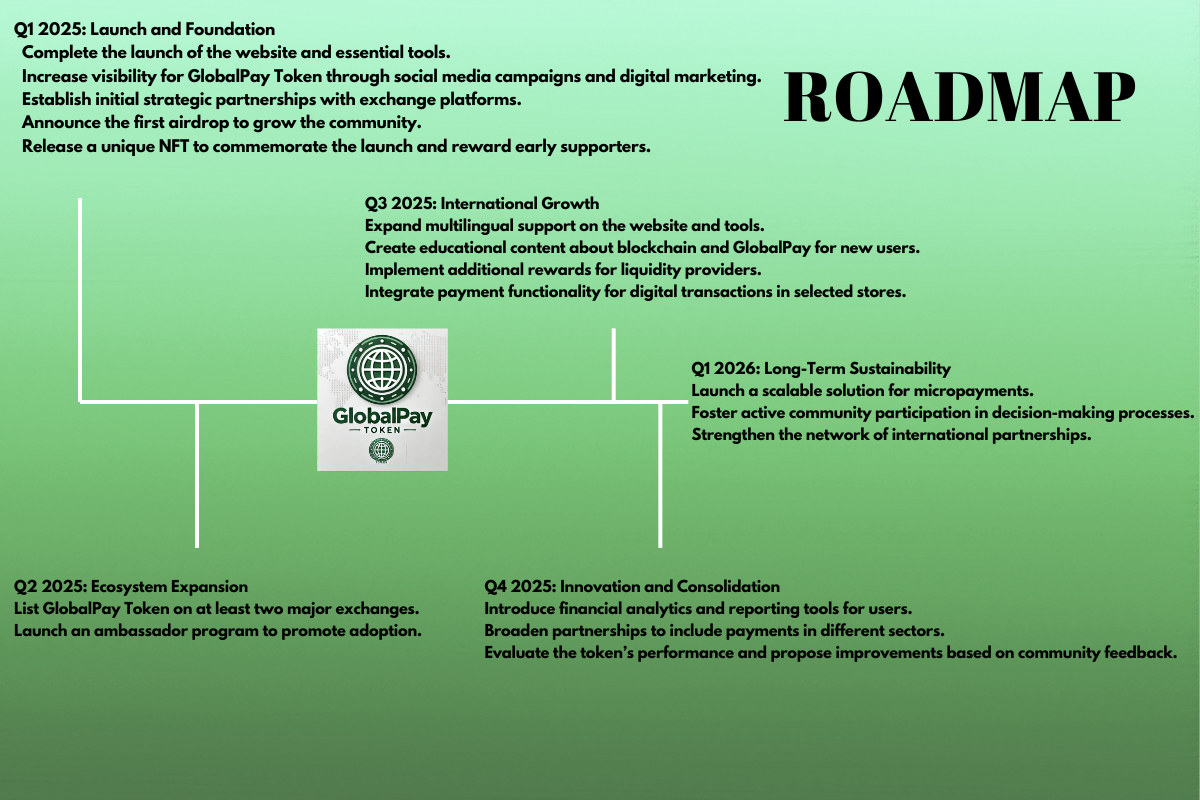 Q1 2025: Launch and Foundation
Complete the launch of the website and essential tools.
Increase visibility for GlobalPay Token through social media campaigns and digital marketing.
Establish initial strategic partnerships with exchange platforms.
Announce the first airdrop to grow the community.
Release a unique NFT to commemorate the launch and reward early supporters.
ROADMAP
Q3 2025: International Growth
Expand multilingual support on the website and tools.
Create educational content about blockchain and GlobalPay for new users.
Implement additional rewards for liquidity providers.
Integrate payment functionality for digital transactions in selected stores.
GlobalPay
TOKEN
Q1 2026: Long-Term Sustainability
Launch a scalable solution for micropayments.
Foster active community participation in decision-making processes.
Strengthen the network of international partnerships.
Q2 2025: Ecosystem Expansion
List GlobalPay Token on at least two major exchanges.
Launch an ambassador program to promote adoption.
Q4 2025: Innovation and Consolidation
Introduce financial analytics and reporting tools for users.
Broaden partnerships to include payments in different sectors.
Evaluate the token’s performance and propose improvements based on community feedback.